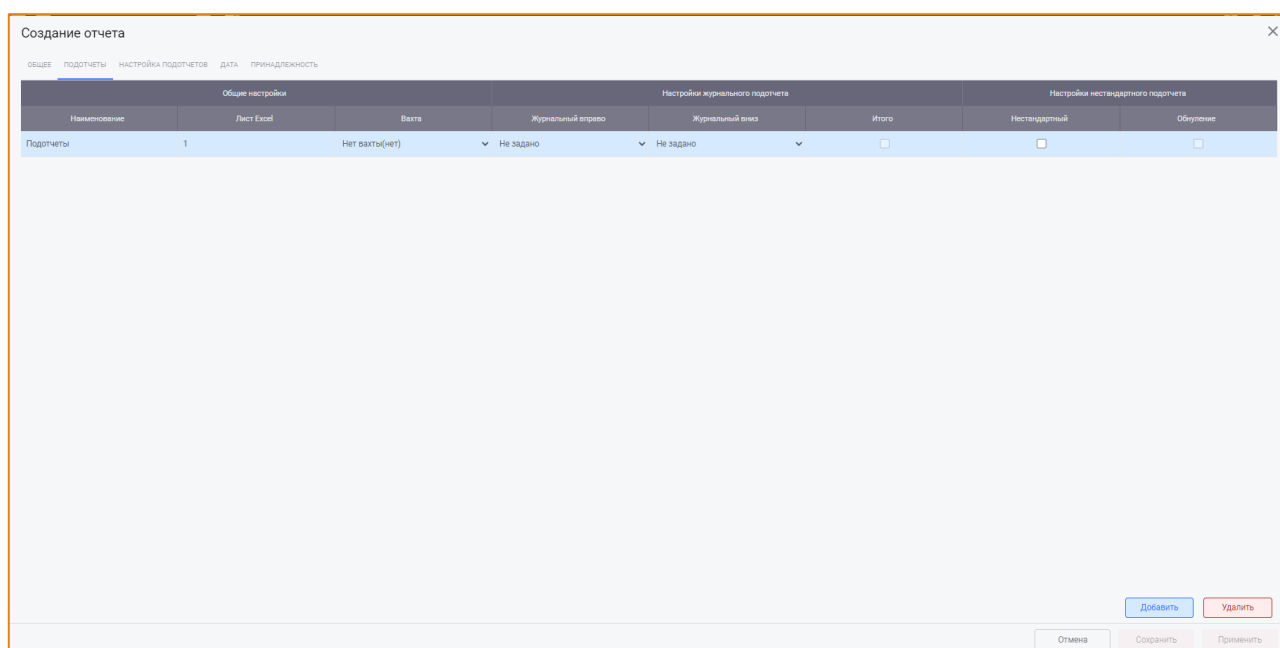 Создание отчета
ОБЩЕЕ ПОДОТЧЕТЫ НАСТРОЙКА ПОДОТЧЕТОВ ДАТА ПРИНАДЛЕЖНОСТЬ
Общие настройки Настройки журнального подотчета Настройки нестандартного подотчета
Наименование Лист Excel Вахта Журнальный вправо Журнальный вниз Итого Нестандартный Обнуление
Подотчеты 1 Нет вахты(нет) Не задано Не задано
Добавить Удалить
Отмена Сохранить Применить